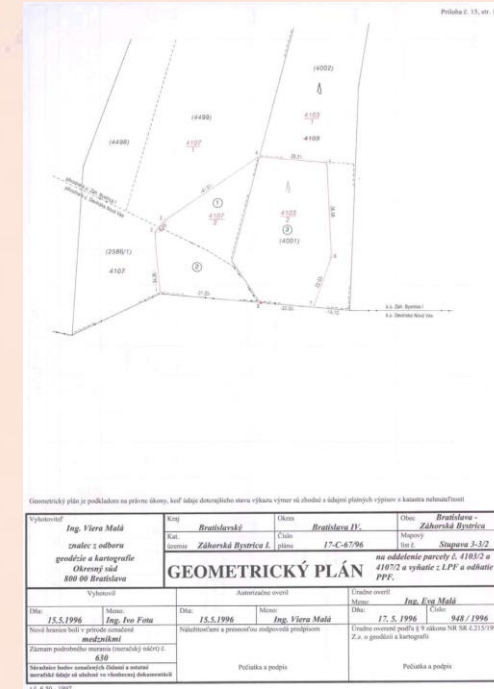 Príloha č. 15, str. 1
(4002)
4103
1
4103
(4499)
4107
1
(4498)
1
4107
2
4103
2
3
(4001)
2
(2586/1)
4107
k.ú. Záh. Bystrica I
k.ú. Devínska Nová Ves
Geometrický plán je podkladom na právne úkony, keď údaje doterajšieho stavu výkazu výmer sú zhodné s údajmi platných výpisov z katastra nehnuteľností
Vyhotoviteľ
Ing. Viera Malá
znalec z odboru
geodézie a kartografie
Okresný súd
800 00 Bratislava
Kraj
Bratislavský
Okres
Bratislava IV.
Obec
Bratislava -
Záhorská Bystrica
Kat.
územie
Záhorská Bystrica I.
Číslo
plánu
17-C-67/96
Mapový
list č.
Stupava 3-3/2
GEOMETRICKÝ PLÁN
na oddelenie parcely č. 4103/2 a
4107/2 a vyňatie z LPF a odňatie z
PPF.
Vyhotovil
Autorizačne overil
Úradne overil
Meno:
Ing. Eva Malá
Dňa:
15.5.1996
Meno:
Ing. Ivo Fota
Dňa:
15.5.1996
Meno:
Ing. Viera Malá
Dňa:
17. 5. 1996
Číslo
948 / 1996
Nové hranice boli v prírode označené
medzníkmi
Náležitosťami a presnosťou zodpovedá predpisom
Úradne overené podľa § 9 zákona NR SR č.215/1995
Z.z. o geodézii a kartografii
Záznam podrobného merania (meračský náčrt) č.
630
Súradnice bodov označených číslami a ostatné
meračské údaje sú uložené vo všeobecnej dokumentácii
Pečiatka a podpis
Pečiatka a podpis